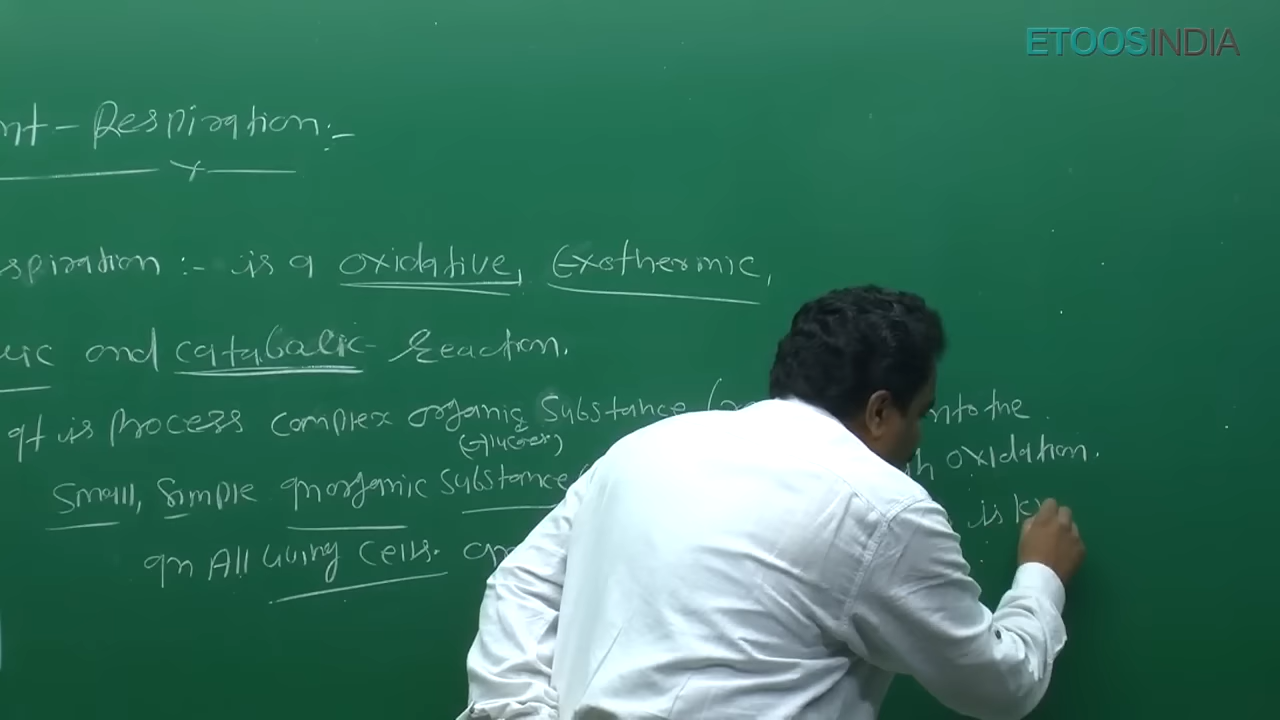 ETOOSINDIA
nt - Respiration :-
spiration :- is a oxidative, Exothermic,
ic and catabolic - Reaction.
It is Process complex organic Substance ( into the
(Glucose)
Small, Simple Inorganic Substance h oxidation.
is k
In All living cells.